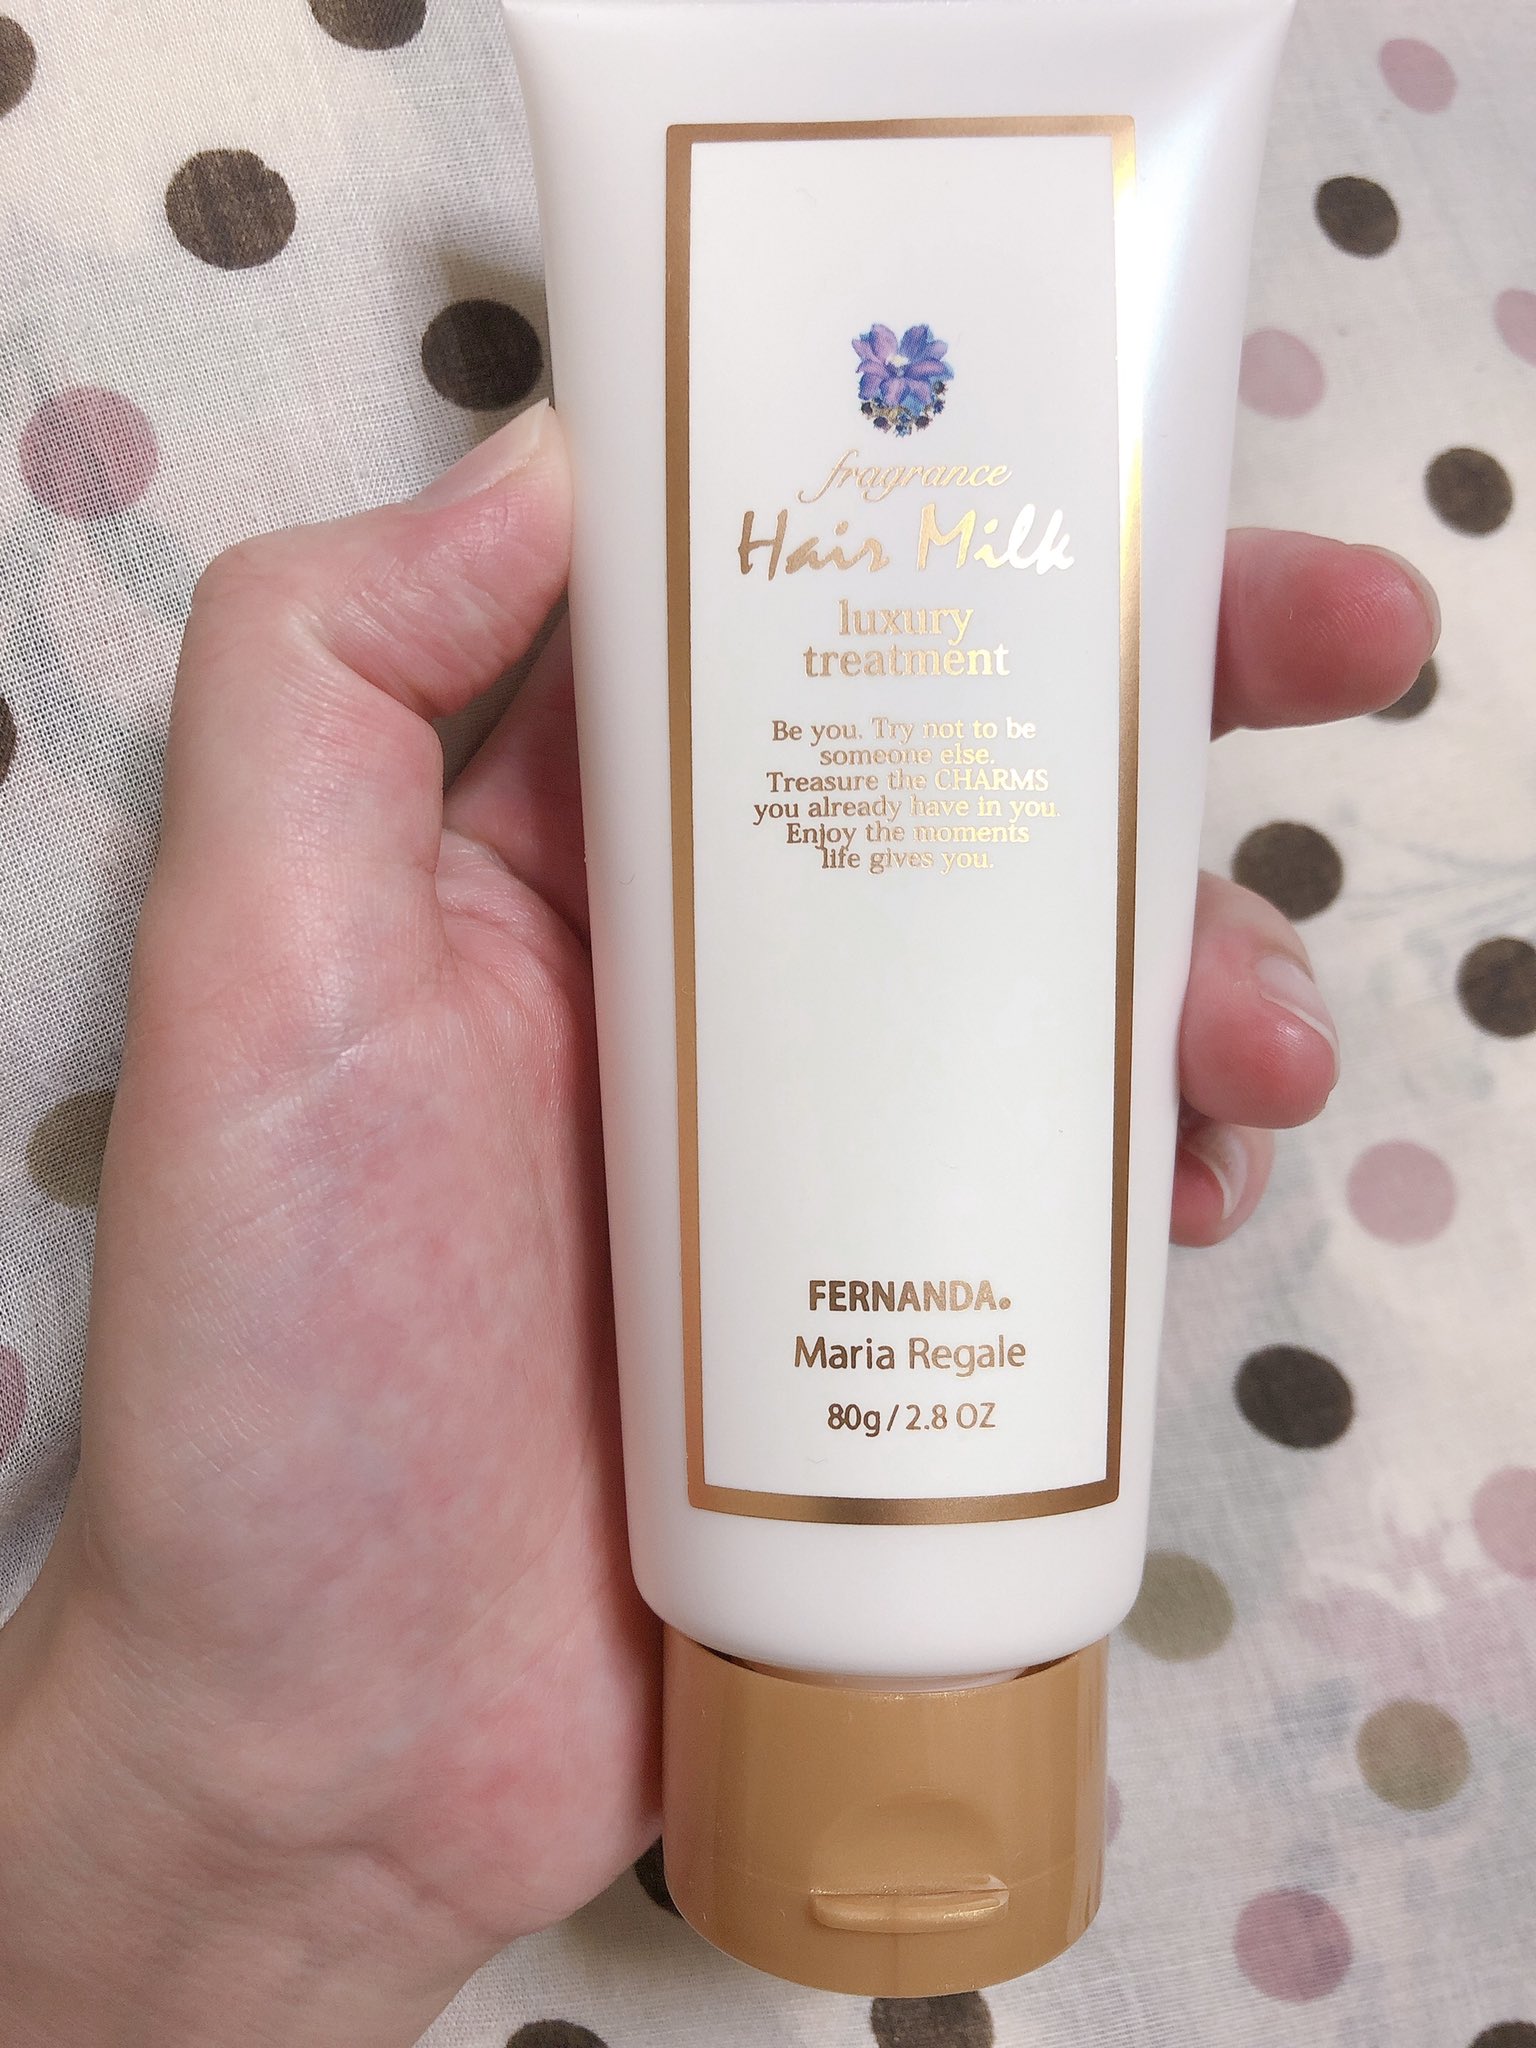 fragrance
Hair Milk
luxury
treatment
Be you. Try not to be
someone else.
Treasure the CHARMS
you already have in you.
Enjoy the moments
life gives you.
FERNANDA.
Maria Regale
80g / 2.8 OZ